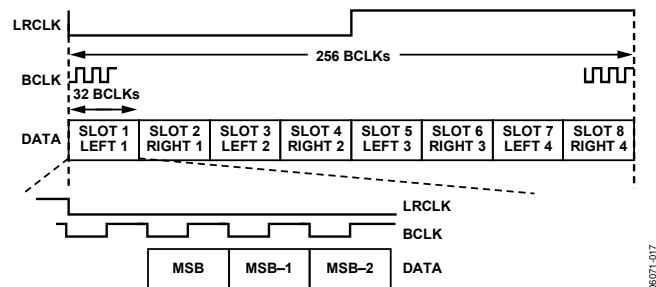 LRCLK
256 BCLKs
BCLK
32 BCLKs
DATA
SLOT 1
LEFT 1
SLOT 2
RIGHT 1
SLOT 3
LEFT 2
SLOT 4
RIGHT 2
SLOT 5
LEFT 3
SLOT 6
RIGHT 3
SLOT 7
LEFT 4
SLOT 8
RIGHT 4
LRCLK
BCLK
MSB
MSB–1
MSB–2
DATA
06071-017